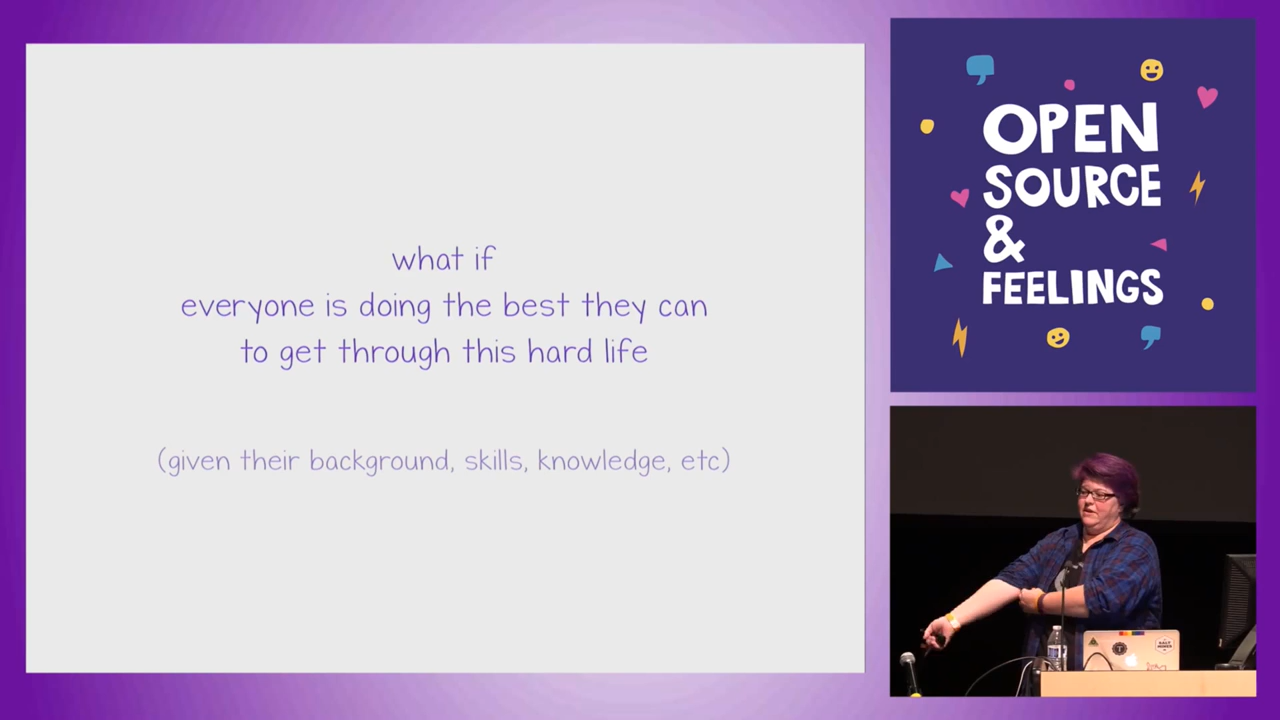 what if
everyone is doing the best they can
to get through this hard life
(given their background, skills, knowledge, etc)
OPEN
SOURCE
&
FEELINGS